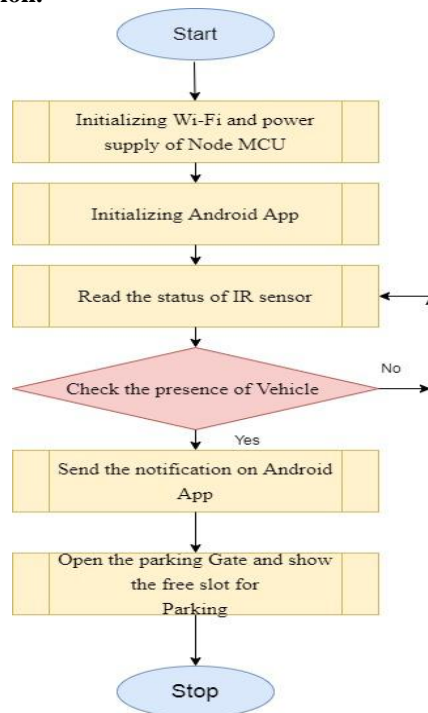 Start
Initializing Wi-Fi and power
supply of Node MCU
Initializing Android App
Read the status of IR sensor
Check the presence of Vehicle
No
Yes
Send the notification on Android
App
Open the parking Gate and show
the free slot for
Parking
Stop